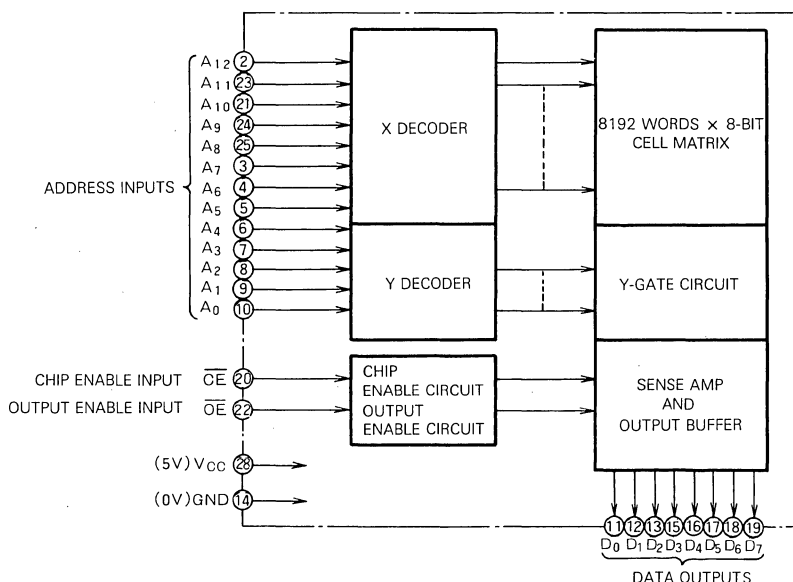 A12 2
A11 23
A10 21
A9 24
A8 25
A7 3
A6 4
A5 5
A4 6
A3 7
A2 8
A1 9
A0 10
ADDRESS INPUTS
X DECODER
Y DECODER
8192 WORDS × 8-BIT
CELL MATRIX
Y-GATE CIRCUIT
CHIP ENABLE INPUT C̅E̅ 20
OUTPUT ENABLE INPUT O̅E̅ 22
CHIP
ENABLE CIRCUIT
OUTPUT
ENABLE CIRCUIT
SENSE AMP
AND
OUTPUT BUFFER
(5V) VCC 28
(0V) GND 14
11 12 13 15 16 17 18 19
D0 D1 D2 D3 D4 D5 D6 D7
DATA OUTPUTS